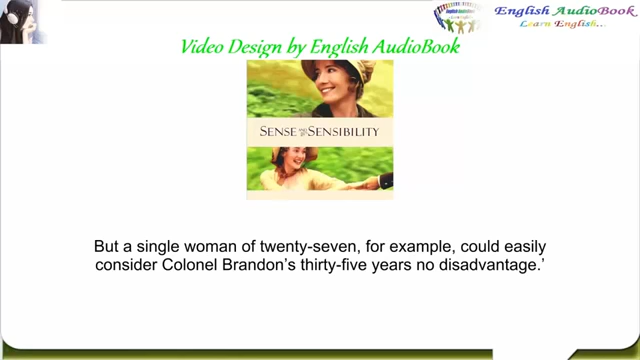 English AudioBook
Learn English...
Video Design by English AudioBook
SENSE AND SENSIBILITY
But a single woman of twenty-seven, for example, could easily
consider Colonel Brandon’s thirty-five years no disadvantage.’